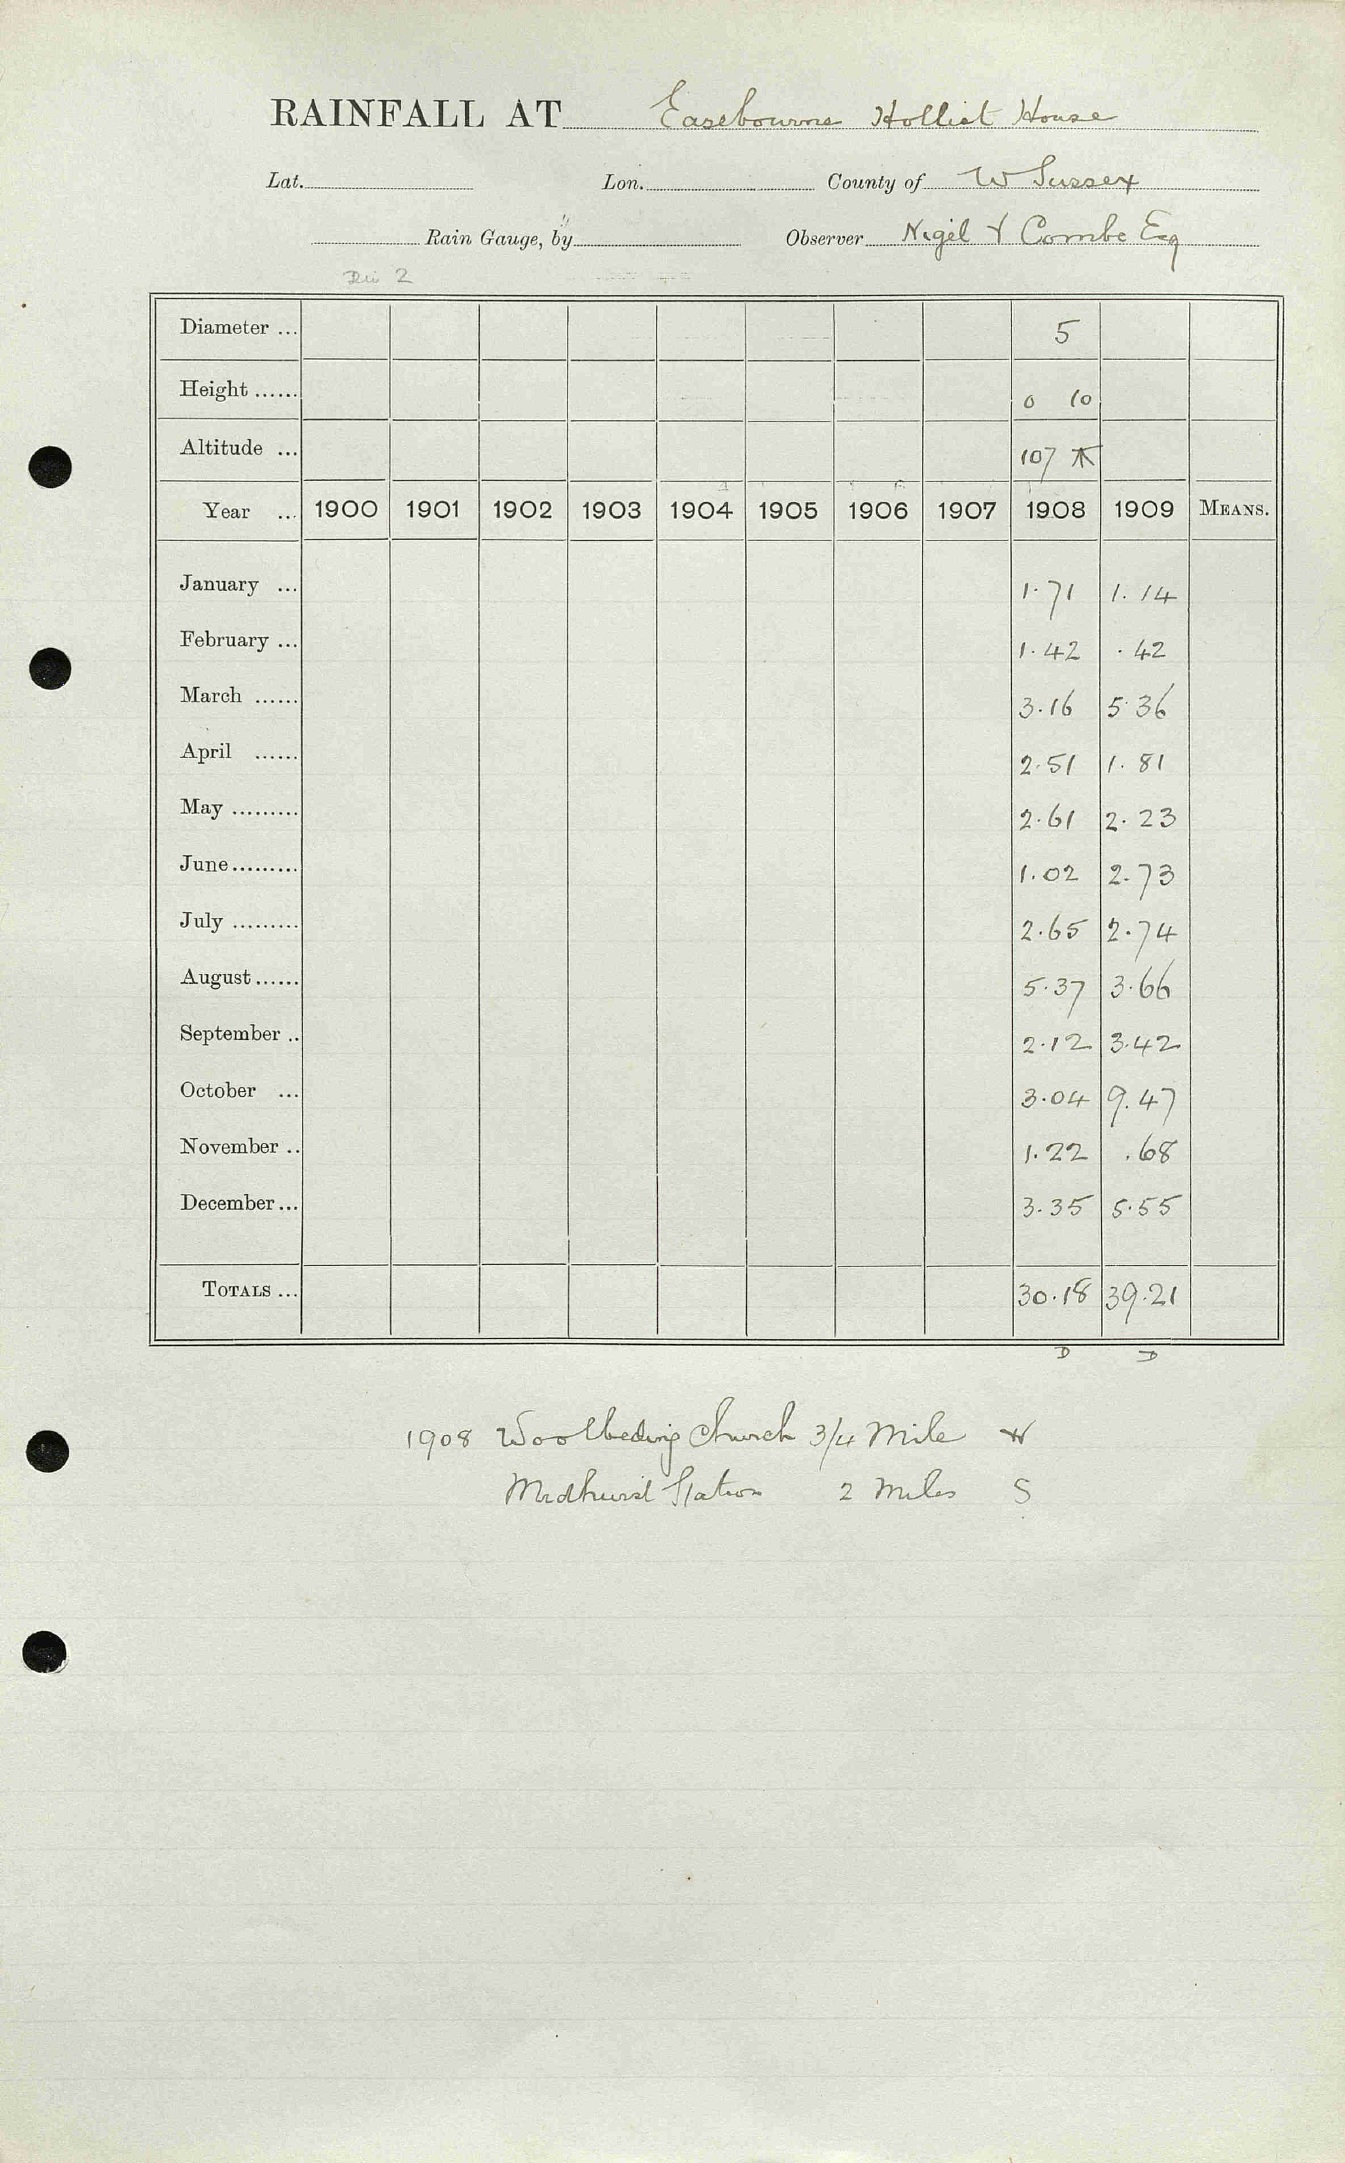 RAINFALL AT Easebourne Hollist House
Lat. Lon. County of W Sussex
Rain Gauge, by Observer Nigel Combe Esq
Div 2
Diameter ... 5
Height ...... 0 10
Altitude ... 107
Year ... 1900 1901 1902 1903 1904 1905 1906 1907 1908 1909 MEANS.
January ... 1.71 1.14
February ... 1.42 .42
March ...... 3.16 5.36
April ...... 2.51 1.81
May ......... 2.61 2.23
June ......... 1.02 2.73
July ......... 2.65 2.74
August ...... 5.37 3.66
September .. 2.12 3.42
October ... 3.04 9.47
November .. 1.22 .68
December ... 3.35 5.55
TOTALS ... 30.18 39.21
D D
1908 Woolbeding Church 3/4 Mile W
Midhurst Station 2 Miles S